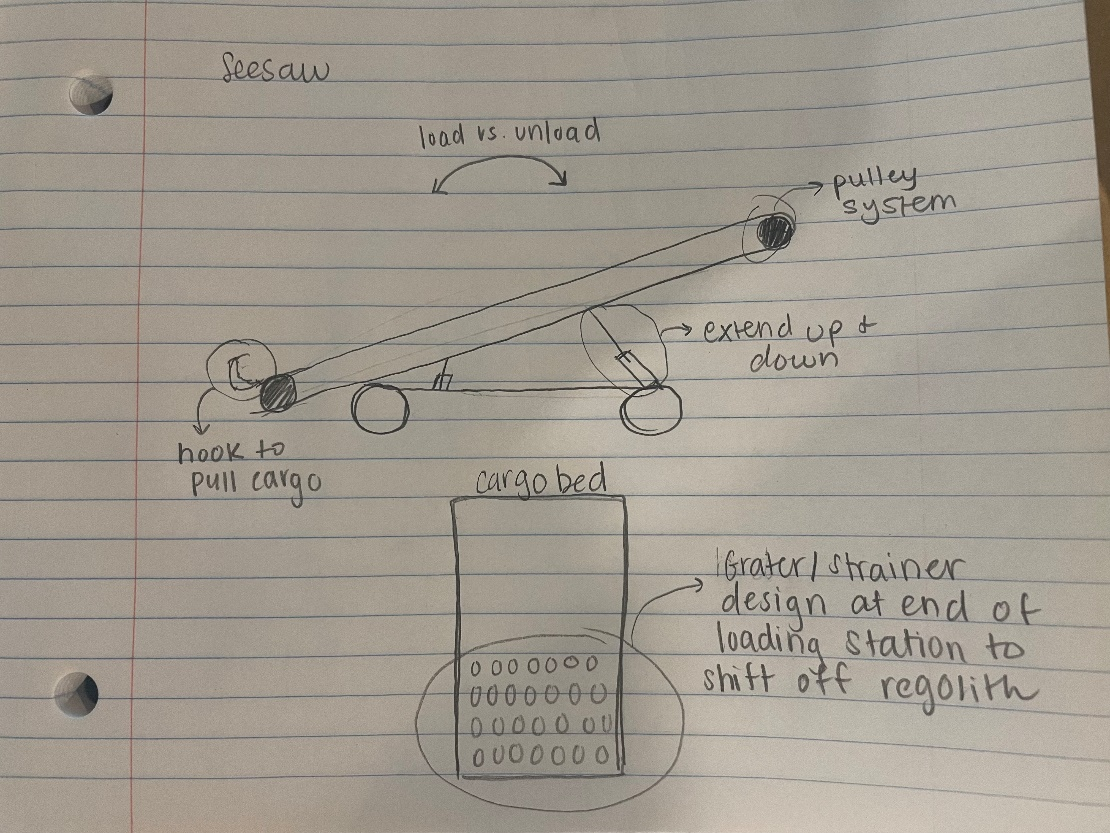 Seesaw
load vs. unload
pulley
system
extend up +
down
hook to
pull cargo
cargo bed
Grater/strainer
design at end of
loading station to
shift off regolith